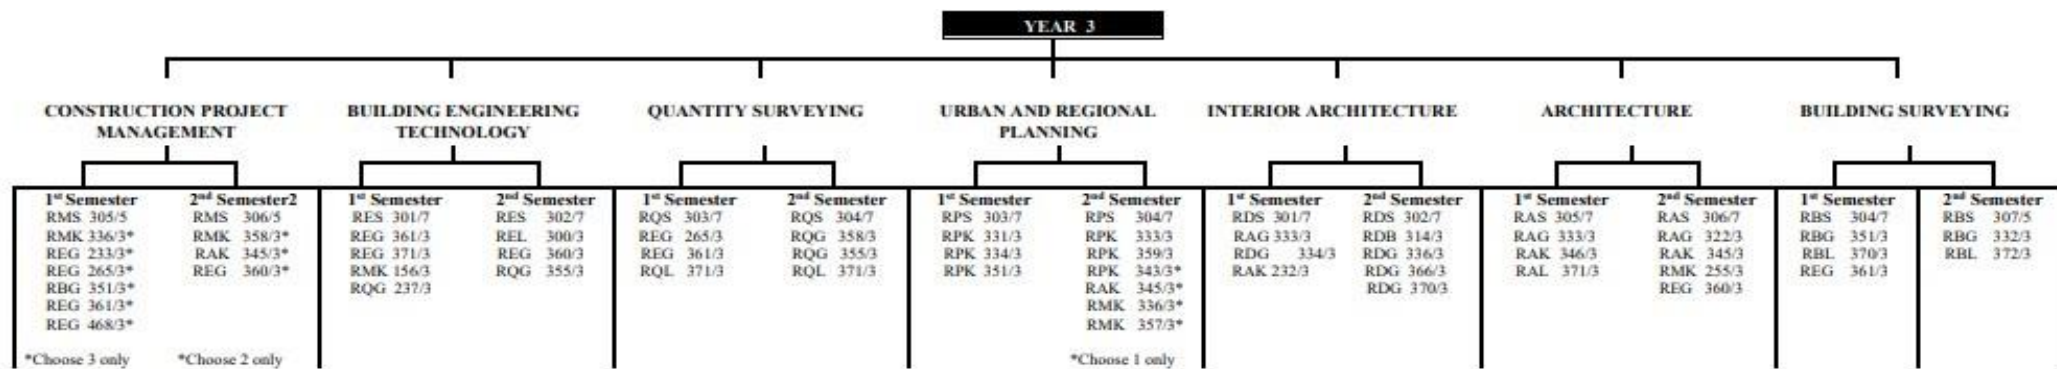 YEAR 3
CONSTRUCTION PROJECT
MANAGEMENT
1st Semester
RMS 305/5
RMK 336/3*
REG 233/3*
REG 265/3*
RBG 351/3*
REG 361/3*
REG 468/3*
*Choose 3 only
2nd Semester2
RMS 306/5
RMK 358/3*
RAK 345/3*
REG 360/3*
*Choose 2 only
BUILDING ENGINEERING
TECHNOLOGY
1st Semester
RES 301/7
REG 361/3
REG 371/3
RMK 156/3
RQG 237/3
2nd Semester
RES 302/7
REL 300/3
REG 360/3
RQG 355/3
QUANTITY SURVEYING
1st Semester
RQS 303/7
REG 265/3
REG 361/3
RQL 371/3
2nd Semester
RQS 304/7
RQG 358/3
RQG 355/3
RQL 371/3
URBAN AND REGIONAL
PLANNING
1st Semester
RPS 303/7
RPK 331/3
RPK 334/3
RPK 351/3
2nd Semester
RPS 304/7
RPK 333/3
RPK 359/3
RPK 343/3*
RAK 345/3*
RMK 336/3*
RMK 357/3*
*Choose 1 only
INTERIOR ARCHITECTURE
1st Semester
RDS 301/7
RAG 333/3
RDG 334/3
RAK 232/3
2nd Semester
RDS 302/7
RDB 314/3
RDG 336/3
RDG 366/3
RDG 370/3
ARCHITECTURE
1st Semester
RAS 305/7
RAG 333/3
RAK 346/3
RAL 371/3
2nd Semester
RAS 306/7
RAG 322/3
RAK 345/3
RMK 255/3
REG 360/3
BUILDING SURVEYING
1st Semester
RBS 304/7
RBG 351/3
RBL 370/3
REG 361/3
2nd Semester
RBS 307/5
RBG 332/3
RBL 372/3